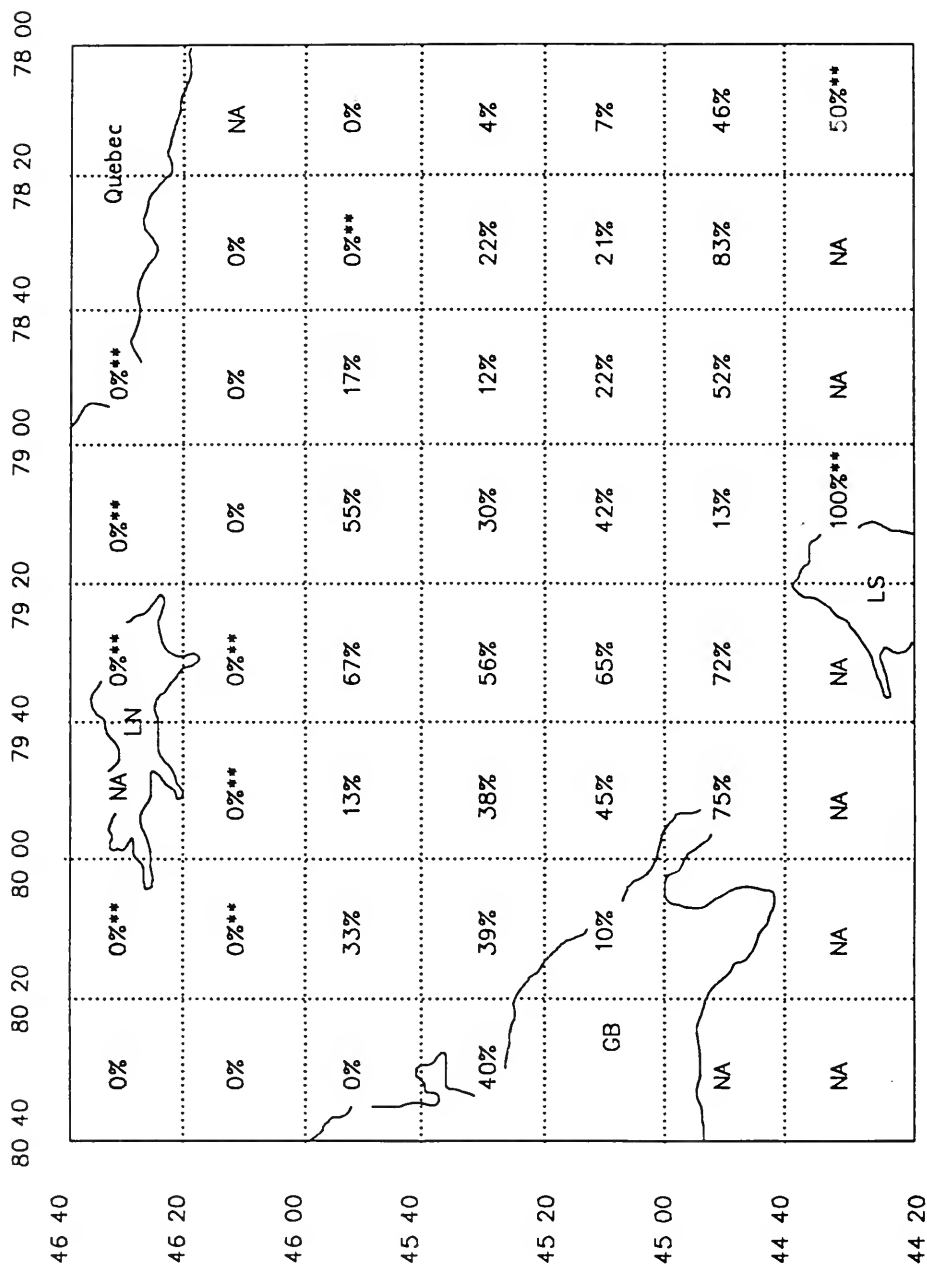 80 40 80 20 80 00 79 40 79 20 79 00 78 40 78 20 78 00
46 40
0% 0%** NA 0%** 0%** 0%** Quebec
LN
46 20
0% 0%** 0%** 0%** 0% 0% 0% NA
46 00
0% 33% 13% 67% 55% 17% 0%** 0%
45 40
40% 39% 38% 56% 30% 12% 22% 4%
45 20
10% 45% 65% 42% 22% 21% 7%
GB
45 00
NA 75% 72% 13% 52% 83% 46%
44 40
NA NA NA NA 100%** NA NA 50%**
LS
44 20